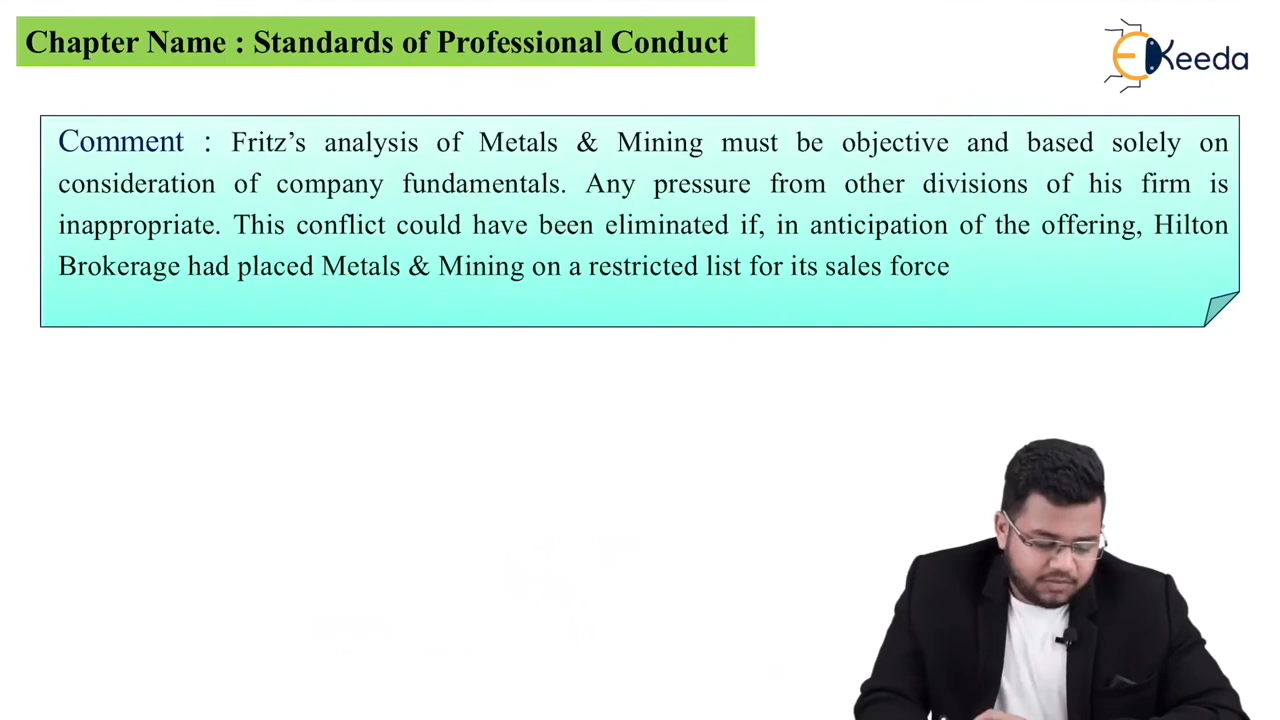 Chapter Name : Standards of Professional Conduct
EKeeda
Comment : Fritz’s analysis of Metals & Mining must be objective and based solely on
consideration of company fundamentals. Any pressure from other divisions of his firm is
inappropriate. This conflict could have been eliminated if, in anticipation of the offering, Hilton
Brokerage had placed Metals & Mining on a restricted list for its sales force